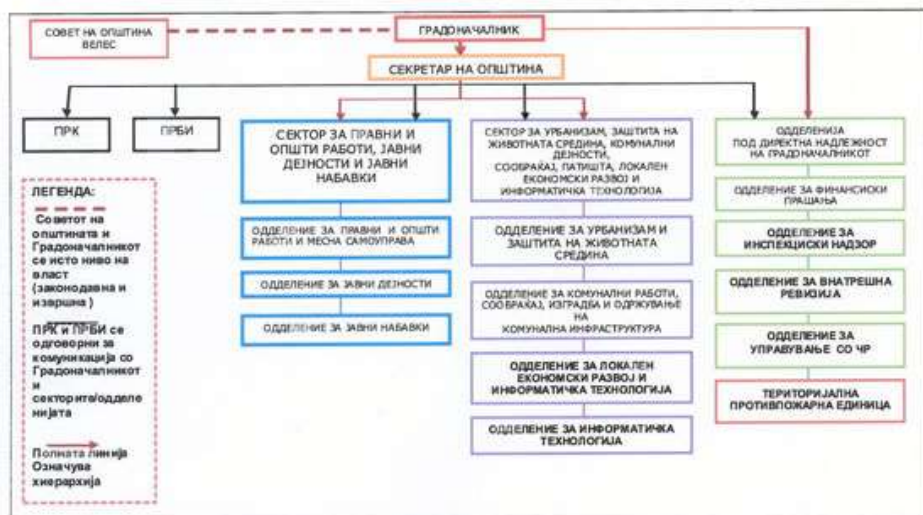 СОВЕТ НА ОПШТИНА
ВЕЛЕС
ГРАДОНАЧАЛНИК
СЕКРЕТАР НА ОПШТИНА
ПРК
ПРБИ
СЕКТОР ЗА ПРАВНИ И
ОПШТИ РАБОТИ, ЈАВНИ
ДЕЈНОСТИ И ЈАВНИ
НАБАВКИ
ОДДЕЛЕНИЕ ЗА ПРАВНИ И ОПШТИ
РАБОТИ И МЕСНА САМОУПРАВА
ОДДЕЛЕНИЕ ЗА ЈАВНИ ДЕЈНОСТИ
ОДДЕЛЕНИЕ ЗА ЈАВНИ НАБАВКИ
СЕКТОР ЗА УРБАНИЗАМ, ЗАШТИТА НА
ЖИВОТНАТА СРЕДИНА, КОМУНАЛНИ
ДЕЈНОСТИ,
СООБРАЌАЈ, ПАТИШТА, ЛОКАЛЕН
ЕКОНОМСКИ РАЗВОЈ И
ИНФОРМАТИЧКА ТЕХНОЛОГИЈА
ОДДЕЛЕНИЕ ЗА УРБАНИЗАМ И
ЗАШТИТА НА ЖИВОТНАТА
СРЕДИНА
ОДДЕЛЕНИЕ ЗА КОМУНАЛНИ РАБОТИ,
СООБРАЌАЈ, ИЗГРАДБА И ОДРЖУВАЊЕ
НА
КОМУНАЛНА ИНФРАСТРУКТУРА
ОДДЕЛЕНИЕ ЗА ЛОКАЛЕН
ЕКОНОМСКИ РАЗВОЈ И
ИНФОРМАТИЧКА ТЕХНОЛОГИЈА
ОДДЕЛЕНИЕ ЗА ИНФОРМАТИЧКА
ТЕХНОЛОГИЈА
ОДДЕЛЕНИЈА
ПОД ДИРЕКТНА НАДЛЕЖНОСТ
НА ГРАДОНАЧАЛНИКОТ
ОДДЕЛЕНИЕ ЗА ФИНАНСИСКИ
ПРАШАЊА
ОДДЕЛЕНИЕ ЗА
ИНСПЕКЦИСКИ НАДЗОР
ОДДЕЛЕНИЕ ЗА ВНАТРЕШНА
РЕВИЗИЈА
ОДДЕЛЕНИЕ ЗА
УПРАВУВАЊЕ СО ЧР
ТЕРИТОРИЈАЛНА
ПРОТИВПОЖАРНА ЕДИНИЦА
ЛЕГЕНДА:
Советот на
општината и
Градоначалникот
се исто ниво на
власт
(законодавна и
извршна)
ПРК и ПРБИ се
одговорни за
комуникација со
Градоначалникот
и
секторите/одделе
нијата
Полната линија
Означува
хиерархија